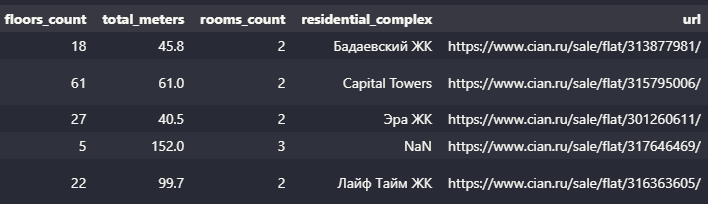 floors_count total_meters rooms_count residential_complex url
18 45.8 2 Бадаевский ЖК https://www.cian.ru/sale/flat/313877981/
61 61.0 2 Capital Towers https://www.cian.ru/sale/flat/315795006/
27 40.5 2 Эра ЖК https://www.cian.ru/sale/flat/301260611/
5 152.0 3 NaN https://www.cian.ru/sale/flat/317646469/
22 99.7 2 Лайф Тайм ЖК https://www.cian.ru/sale/flat/316363605/